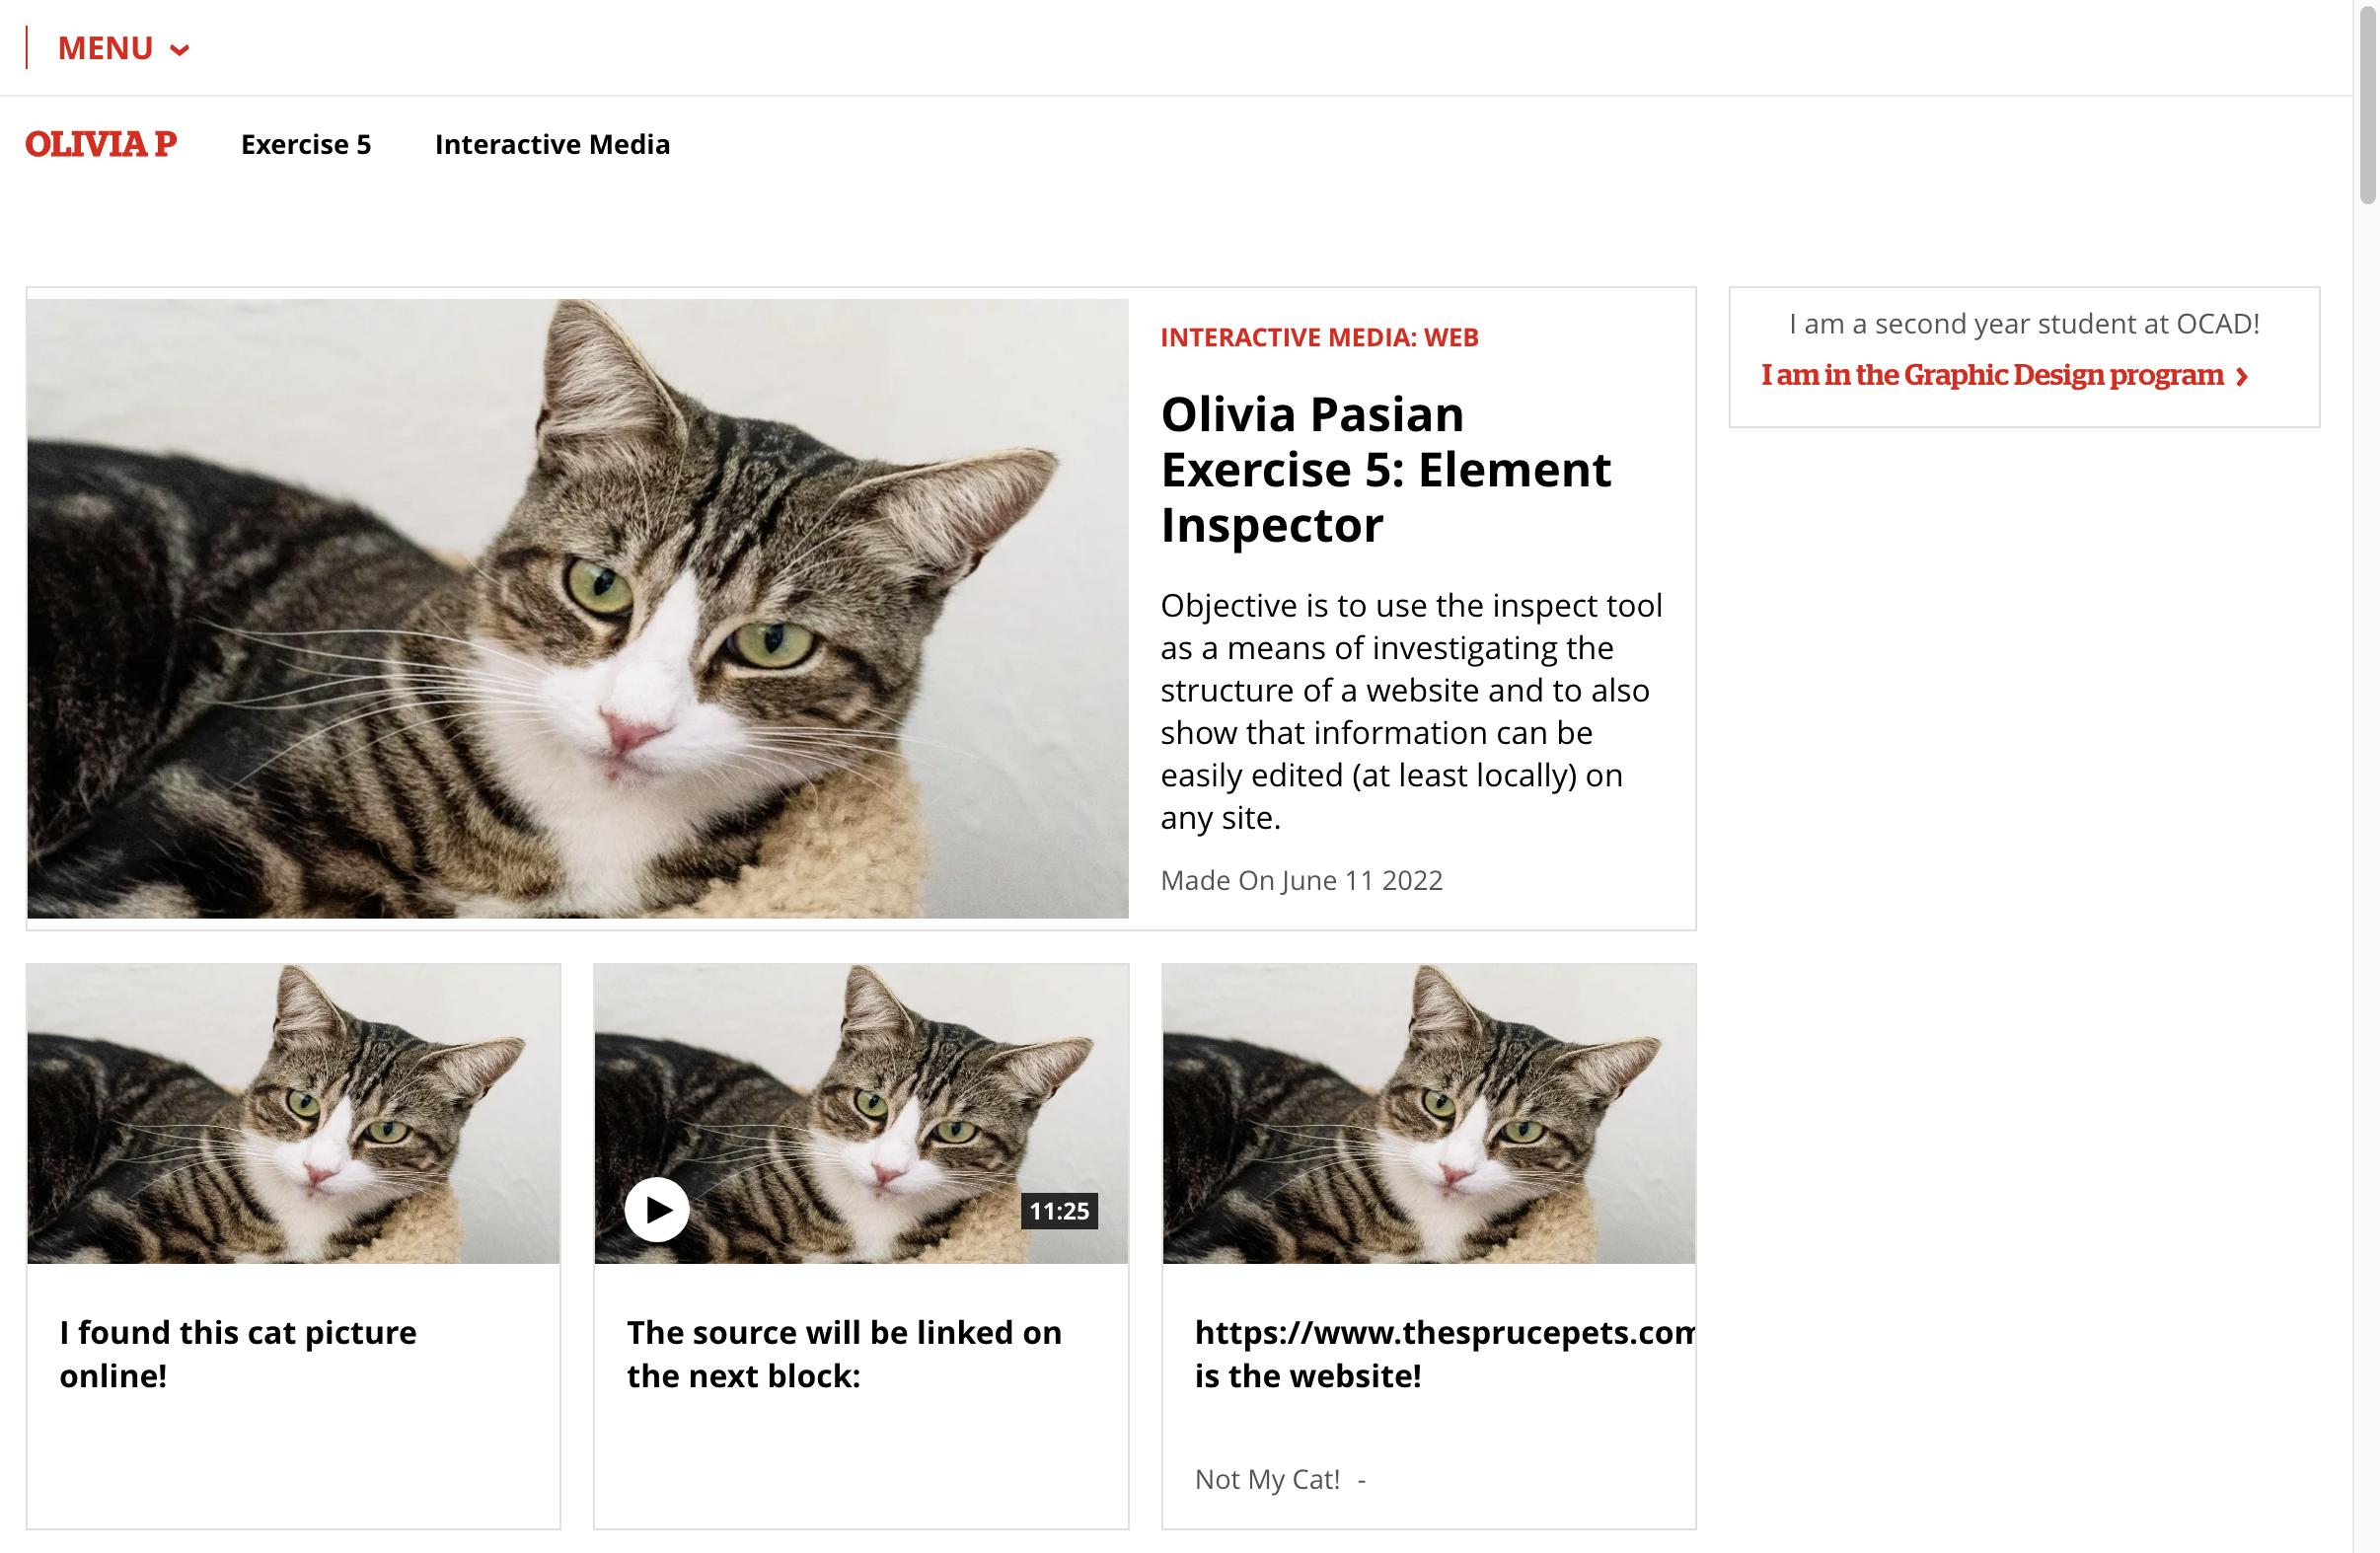 MENU
OLIVIA P
Exercise 5
Interactive Media
INTERACTIVE MEDIA: WEB
Olivia Pasian
Exercise 5: Element
Inspector
Objective is to use the inspect tool
as a means of investigating the
structure of a website and to also
show that information can be
easily edited (at least locally) on
any site.
Made On June 11 2022
I am a second year student at OCAD!
I am in the Graphic Design program
11:25
I found this cat picture
online!
The source will be linked on
the next block:
https://www.thesprucepets.com
is the website!
Not My Cat! -